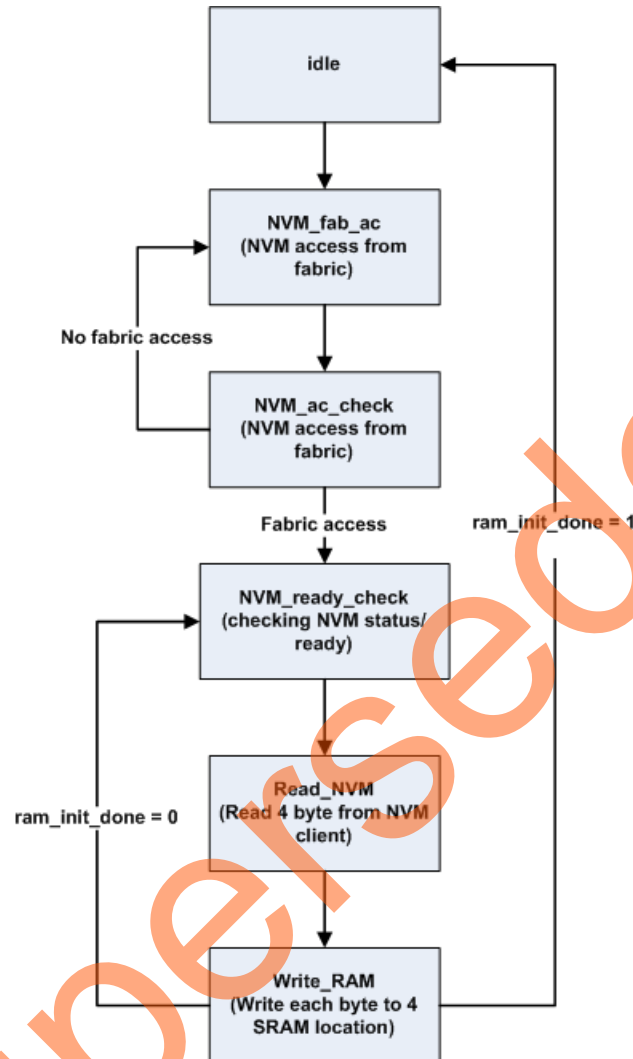 idle
NVM_fab_ac
(NVM access from
fabric)
No fabric access
NVM_ac_check
(NVM access from
fabric)
Fabric access
ram_init_done = 1
NVM_ready_check
(checking NVM status/
ready)
Read_NVM
(Read 4 byte from NVM
client)
ram_init_done = 0
Write_RAM
(Write each byte to 4
SRAM location)
persed